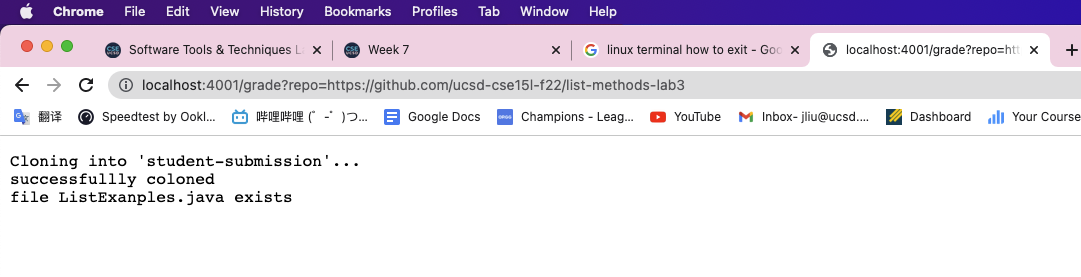 Chrome File Edit View History Bookmarks Profiles Tab Window Help
Software Tools & Techniques L Week 7 linux terminal how to exit - Goo localhost:4001/grade?repo=htt
localhost:4001/grade?repo=https://github.com/ucsd-cse15l-f22/list-methods-lab3
翻译 Speedtest by Ookl... 哔哩哔哩 (゜-゜)つ... Google Docs Champions - Leag... YouTube Inbox- jliu@ucsd.... Dashboard Your Course
Cloning into 'student-submission'...
successfullly coloned
file ListExanples.java exists